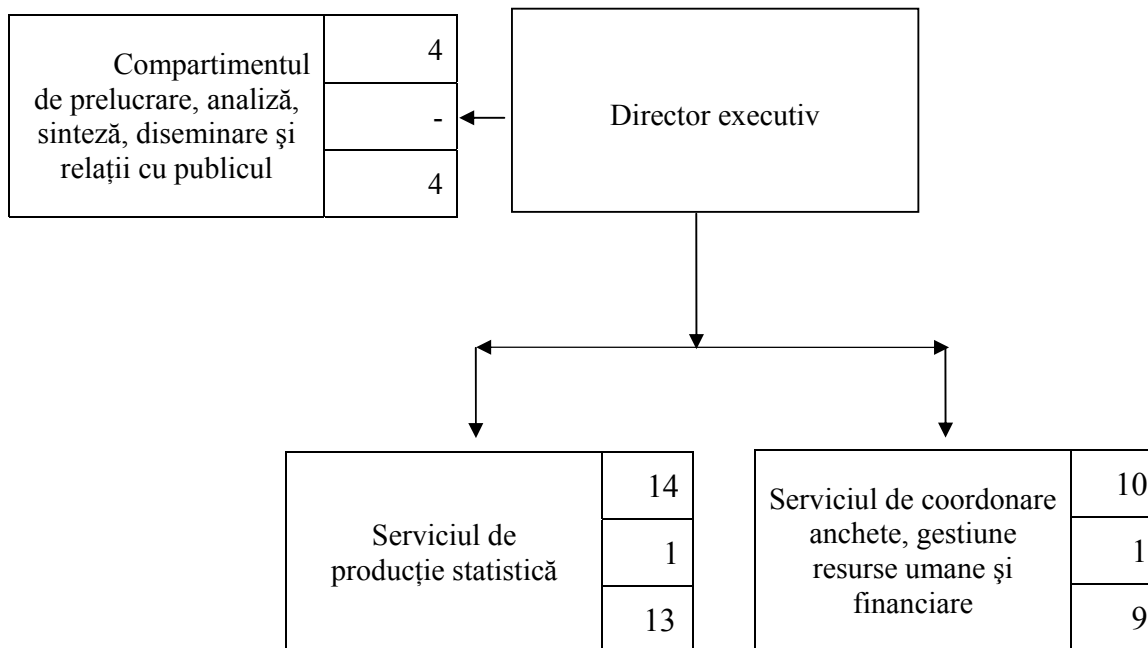 Compartimentul
de prelucrare, analiză,
sinteză, diseminare şi
relații cu publicul
4
-
4
Director executiv
Serviciul de
producție statistică
14
1
13
Serviciul de coordonare
anchete, gestiune
resurse umane şi
financiare
10
1
9